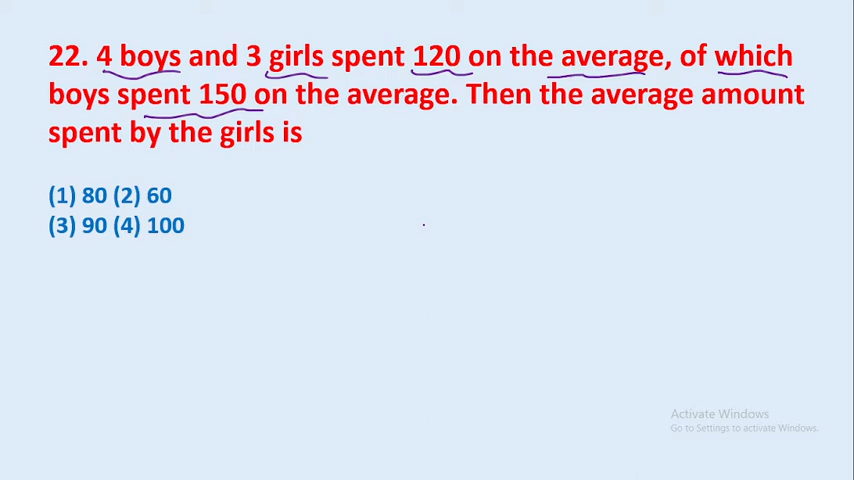 22. 4 boys and 3 girls spent 120 on the average, of which
boys spent 150 on the average. Then the average amount
spent by the girls is
(1) 80 (2) 60
(3) 90 (4) 100
Activate Windows
Go to Settings to activate Windows.